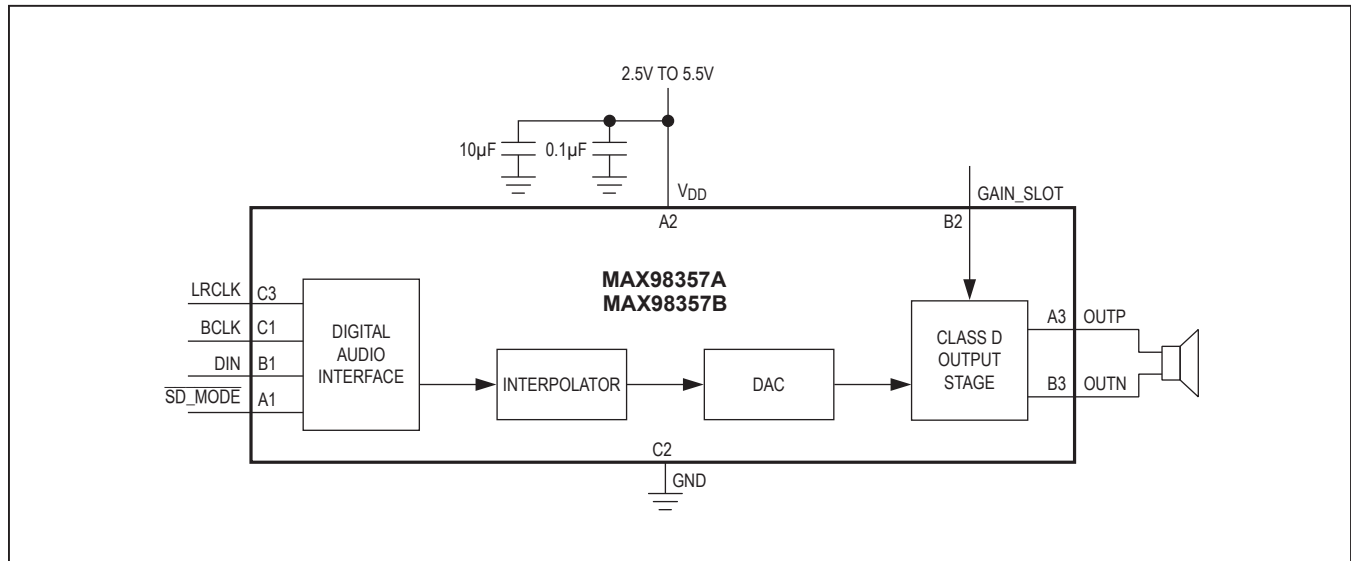 2.5V TO 5.5V
10µF 0.1µF
VDD
GAIN_SLOT
A2
B2
MAX98357A
MAX98357B
LRCLK C3
BCLK C1
DIN B1
SD_MODE A1
DIGITAL
AUDIO
INTERFACE
INTERPOLATOR
DAC
CLASS D
OUTPUT
STAGE
A3 OUTP
B3 OUTN
C2
GND